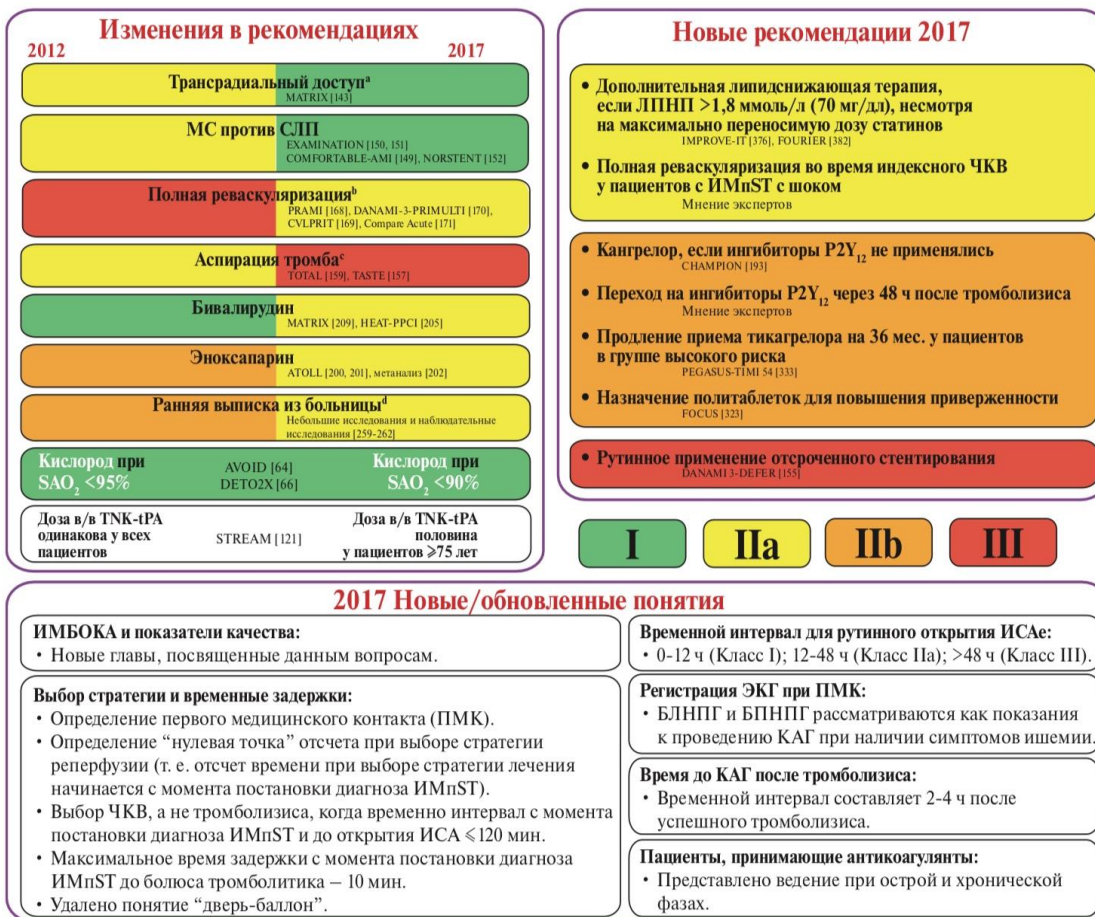 Изменения в рекомендациях
2012 2017
Трансрадиальный доступᵃ
MATRIX [143]
МС против СЛП
EXAMINATION [150, 151]
COMFORTABLE-AMI [149], NORSTENT [152]
Полная реваскуляризацияᵇ
PRAMI [168], DANAMI-3-PRIMULTI [170],
CVLPRIT [169], Compare Acute [171]
Аспирация тромбаᶜ
TOTAL [159], TASTE [157]
Бивалирудин
MATRIX [209], HEAT-PPCI [205]
Эноксапарин
ATOLL [200, 201], метанализ [202]
Ранняя выписка из больницыᵈ
Небольшие исследования и наблюдательные
исследования [259-262]
Кислород при
SAO₂ <95%
AVOID [64]
DETO2X [66]
Кислород при
SAO₂ <90%
Доза в/в TNK-tPA
одинакова у всех
пациентов
STREAM [121]
Доза в/в TNK-tPA
половина
у пациентов ⩾75 лет
Новые рекомендации 2017
• Дополнительная липидснижающая терапия,
если ЛПНП >1,8 ммоль/л (70 мг/дл), несмотря
на максимально переносимую дозу статинов
IMPROVE-IT [376], FOURIER [382]
• Полная реваскуляризация во время индексного ЧКВ
у пациентов с ИМпST с шоком
Мнение экспертов
• Кангрелор, если ингибиторы P2Y₁₂ не применялись
CHAMPION [193]
• Переход на ингибиторы P2Y₁₂ через 48 ч после тромболизиса
Мнение экспертов
• Продление приема тикагрелора на 36 мес. у пациентов
в группе высокого риска
PEGASUS-TIMI 54 [333]
• Назначение политаблеток для повышения приверженности
FOCUS [323]
• Рутинное применение отсроченного стентирования
DANAMI 3-DEFER [155]
I IIa IIb III
2017 Новые/обновленные понятия
ИМБОКА и показатели качества:
• Новые главы, посвященные данным вопросам.
Выбор стратегии и временные задержки:
• Определение первого медицинского контакта (ПМК).
• Определение “нулевая точка” отсчета при выборе стратегии
реперфузии (т. е. отсчет времени при выборе стратегии лечения
начинается с момента постановки диагноза ИМпST).
• Выбор ЧКВ, а не тромболизиса, когда временно интервал с момента
постановки диагноза ИМпST и до открытия ИСА ⩽120 мин.
• Максимальное время задержки с момента постановки диагноза
ИМпST до болюса тромболитика — 10 мин.
• Удалено понятие “дверь-баллон”.
Временной интервал для рутинного открытия ИСАе:
• 0-12 ч (Класс I); 12-48 ч (Класс IIa); >48 ч (Класс III).
Регистрация ЭКГ при ПМК:
• БЛНПГ и БПНПГ рассматриваются как показания
к проведению КАГ при наличии симптомов ишемии.
Время до КАГ после тромболизиса:
• Временной интервал составляет 2-4 ч после
успешного тромболизиса.
Пациенты, принимающие антикоагулянты:
• Представлено ведение при острой и хронической
фазах.